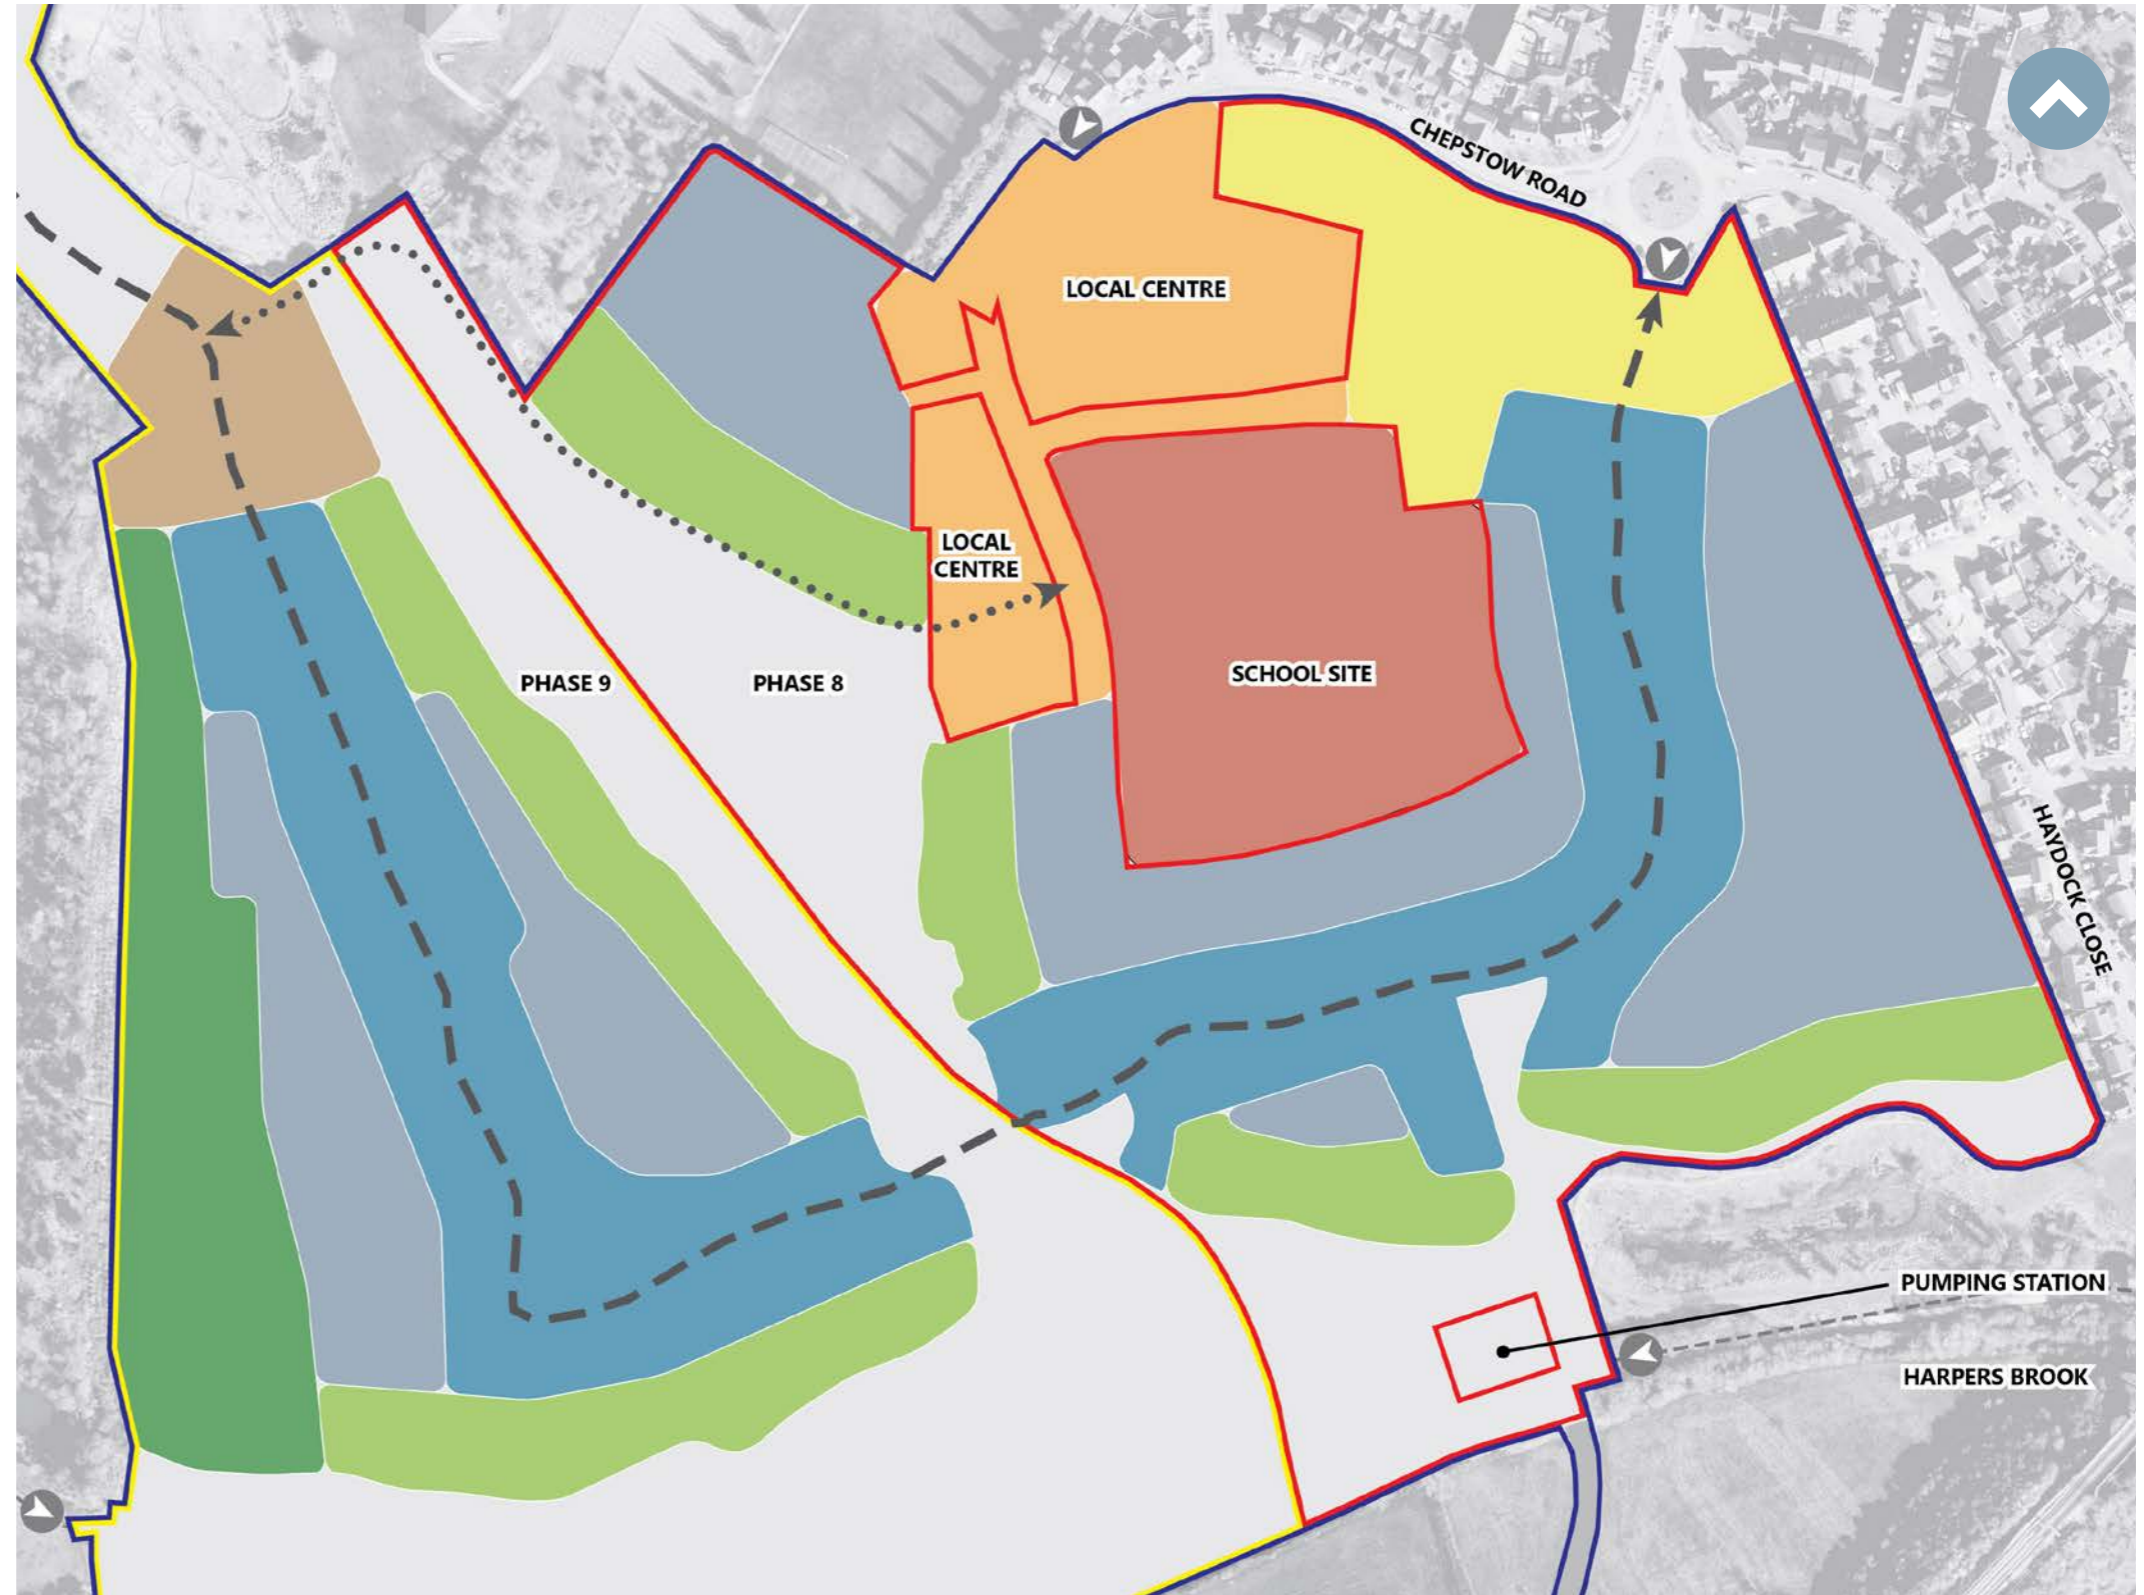 CHEPSTOW ROAD
LOCAL CENTRE
LOCAL
CENTRE
SCHOOL SITE
PHASE 9
PHASE 8
HAYDOCK CLOSE
PUMPING STATION
HARPERS BROOK